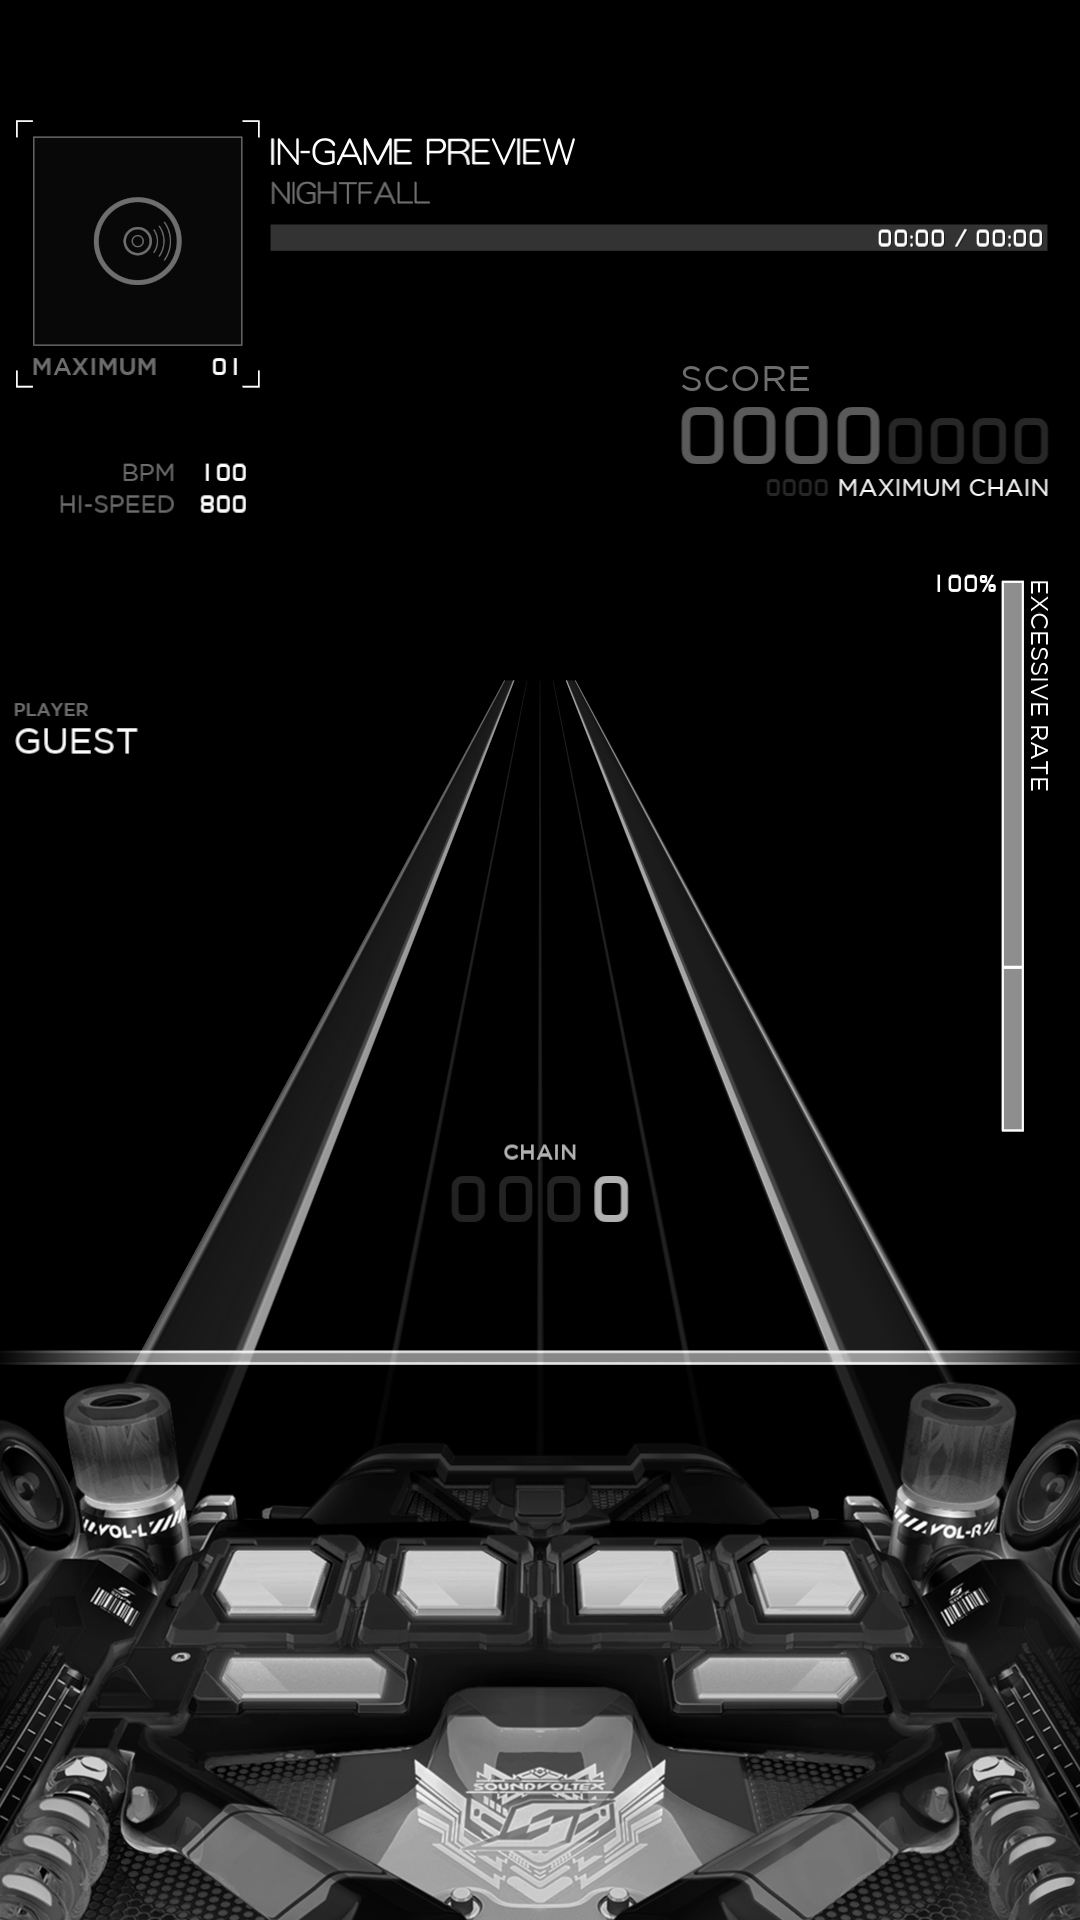 IN-GAME PREVIEW
NIGHTFALL
00:00 / 00:00
MAXIMUM 01
SCORE
00000000
0000 MAXIMUM CHAIN
BPM 100
HI-SPEED 800
100%
EXCESSIVE RATE
PLAYER
GUEST
CHAIN
0000
VOL-L
VOL-R
SOUND VOLTEX